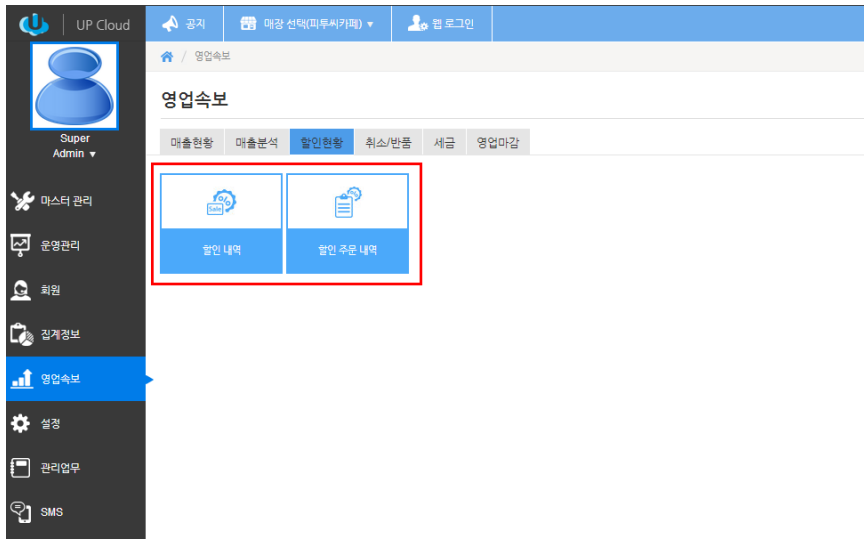 UP Cloud
공지
매장 선택(피투씨카페) ▼
웹 로그인
/ 영업속보
영업속보
Super
Admin ▼
매출현황
매출분석
할인현황
취소/반품
세금
영업마감
Sale
%
%
할인 내역
할인 주문 내역
마스터 관리
운영관리
회원
집계정보
영업속보
설정
관리업무
SMS